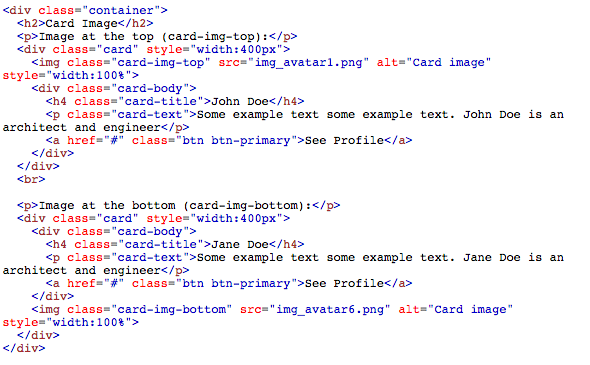 <div class="container">
  <h2>Card Image</h2>
  <p>Image at the top (card-img-top):</p>
  <div class="card" style="width:400px">
    <img class="card-img-top" src="img_avatar1.png" alt="Card image"
style="width:100%">
    <div class="card-body">
      <h4 class="card-title">John Doe</h4>
      <p class="card-text">Some example text some example text. John Doe is an
architect and engineer</p>
      <a href="#" class="btn btn-primary">See Profile</a>
    </div>
  </div>
  <br>

  <p>Image at the bottom (card-img-bottom):</p>
  <div class="card" style="width:400px">
    <div class="card-body">
      <h4 class="card-title">Jane Doe</h4>
      <p class="card-text">Some example text some example text. Jane Doe is an
architect and engineer</p>
      <a href="#" class="btn btn-primary">See Profile</a>
    </div>
    <img class="card-img-bottom" src="img_avatar6.png" alt="Card image"
style="width:100%">
  </div>
</div>